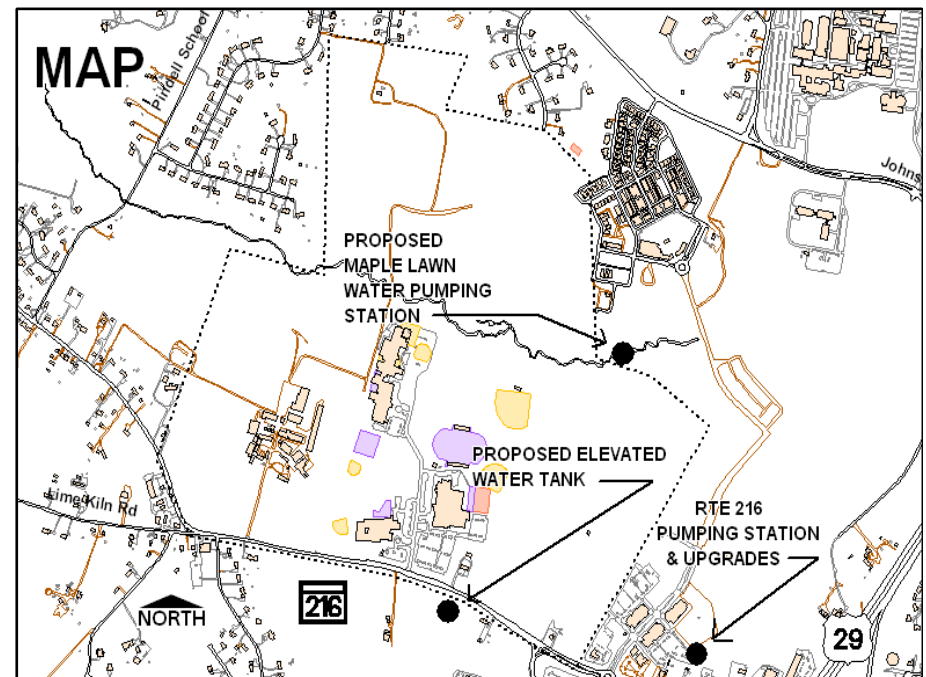 MAP
Pindell School
Johns
PROPOSED
MAPLE LAWN
WATER PUMPING
STATION
PROPOSED ELEVATED
WATER TANK
Lime Kiln Rd
RTE 216
PUMPING STATION
& UPGRADES
NORTH
216
29